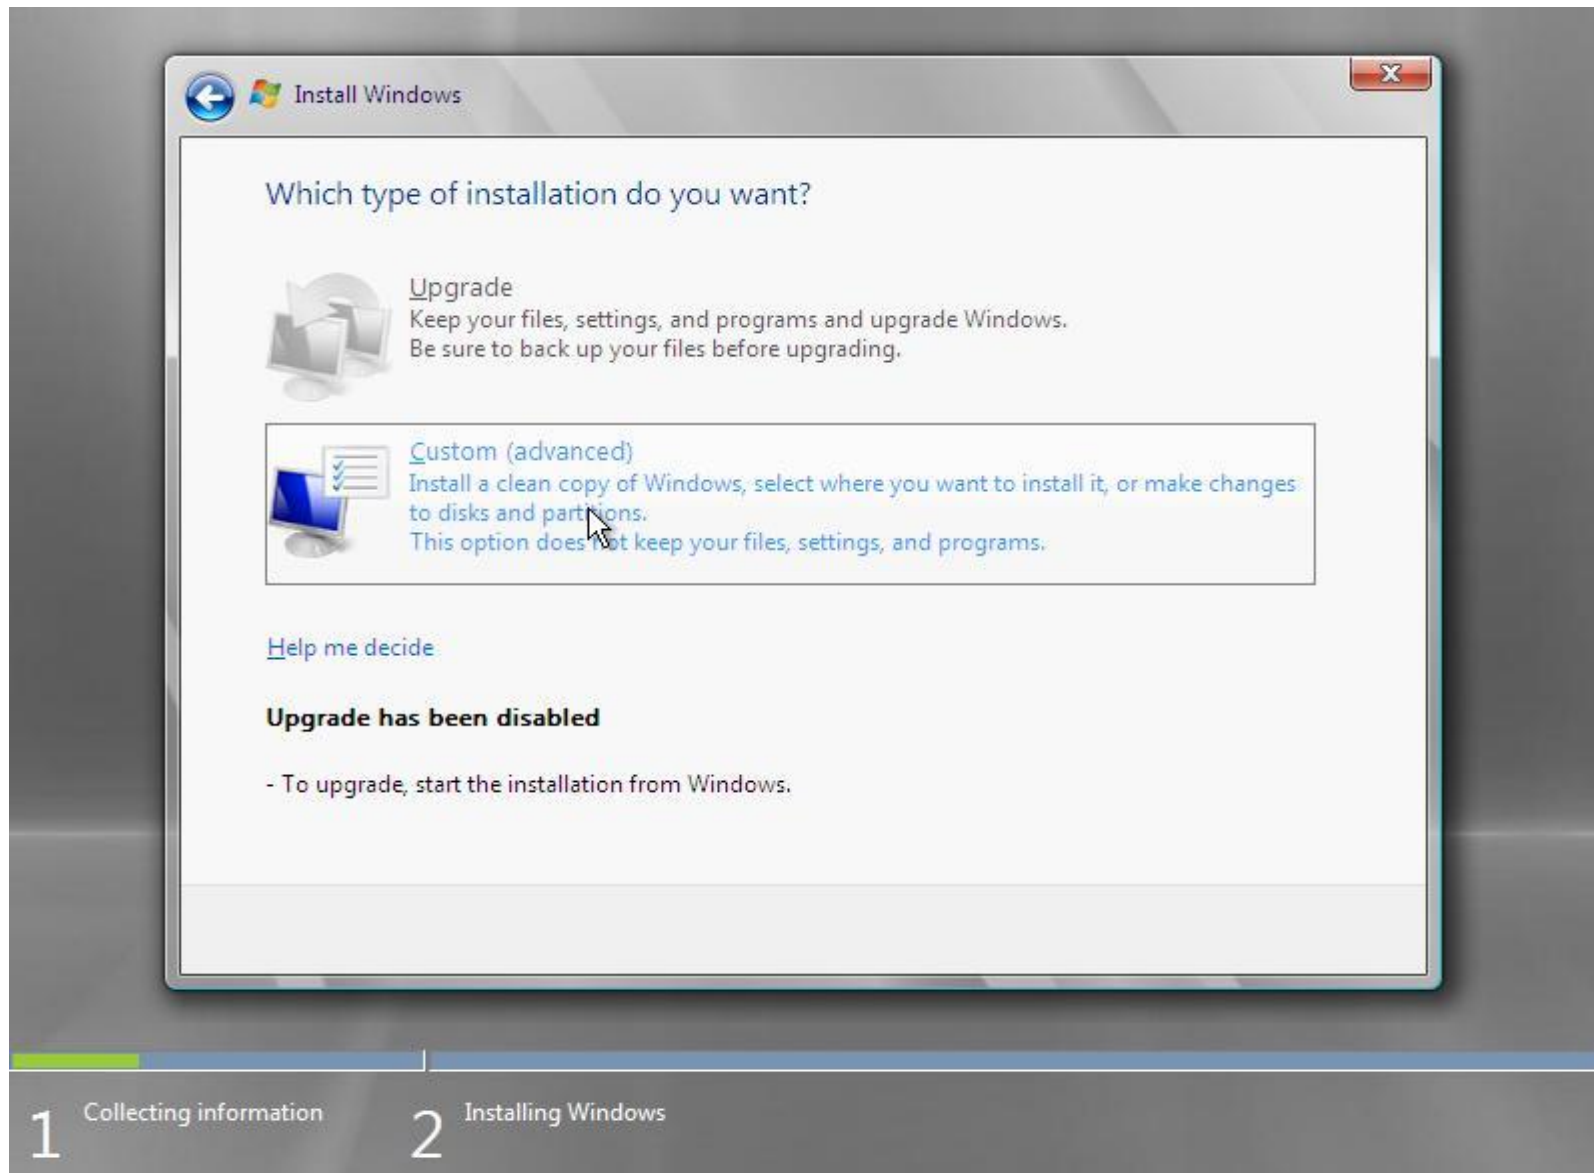 Install Windows
Which type of installation do you want?
Upgrade
Keep your files, settings, and programs and upgrade Windows.
Be sure to back up your files before upgrading.
Custom (advanced)
Install a clean copy of Windows, select where you want to install it, or make changes
to disks and partitions.
This option does not keep your files, settings, and programs.
Help me decide
Upgrade has been disabled
- To upgrade, start the installation from Windows.
1 Collecting information 2 Installing Windows